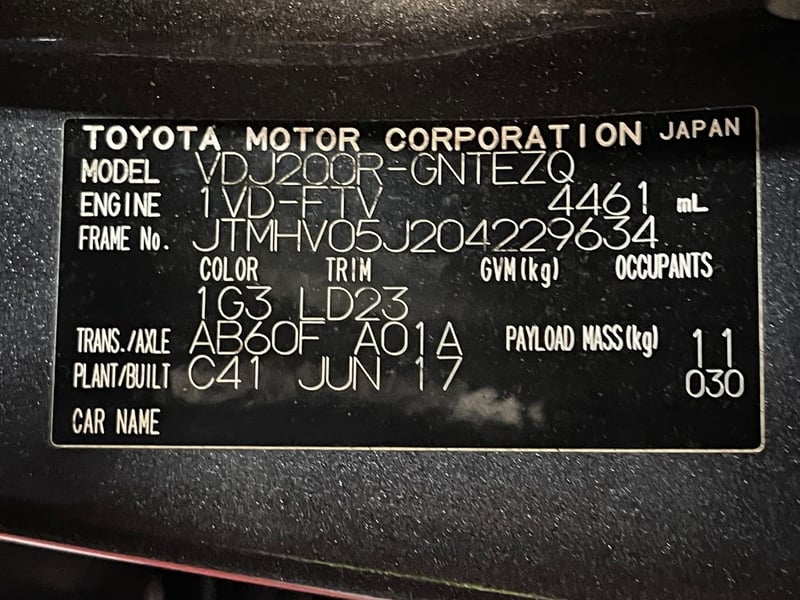 TOYOTA MOTOR CORPORATION JAPAN
MODEL VDJ200R-GNTEZQ
ENGINE 1VD-FTV 4461 mL
FRAME No. JTMHV05J204229634
COLOR TRIM GVM(kg) OCCUPANTS
1G3 LD23
TRANS./AXLE AB60F A01A PAYLOAD MASS(kg) 11
PLANT/BUILT C41 JUN 17 030
CAR NAME